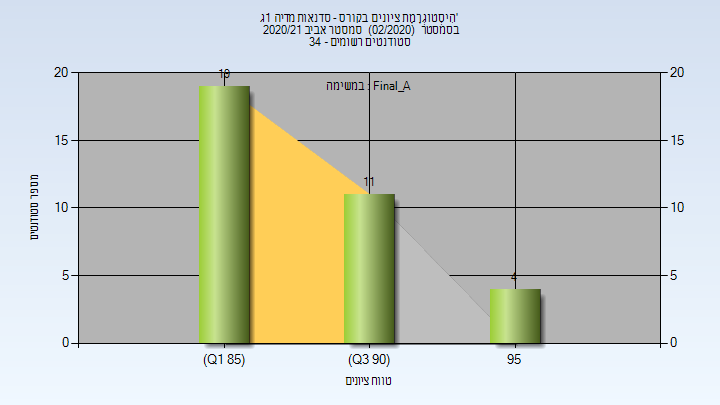 הִיסְטוֹגְרָמַת ציונים בקורס - סדנאות מדיה 1ג'
בסמסטר (02/2020) סמסטר אביב 2020/21
סטודנטים רשומים - 34
במשימה : Final_A
20
15
10
5
0
20
15
10
5
0
19
11
4
מספר סטודנטים
(Q1 85)
(Q3 90)
95
טווח ציונים